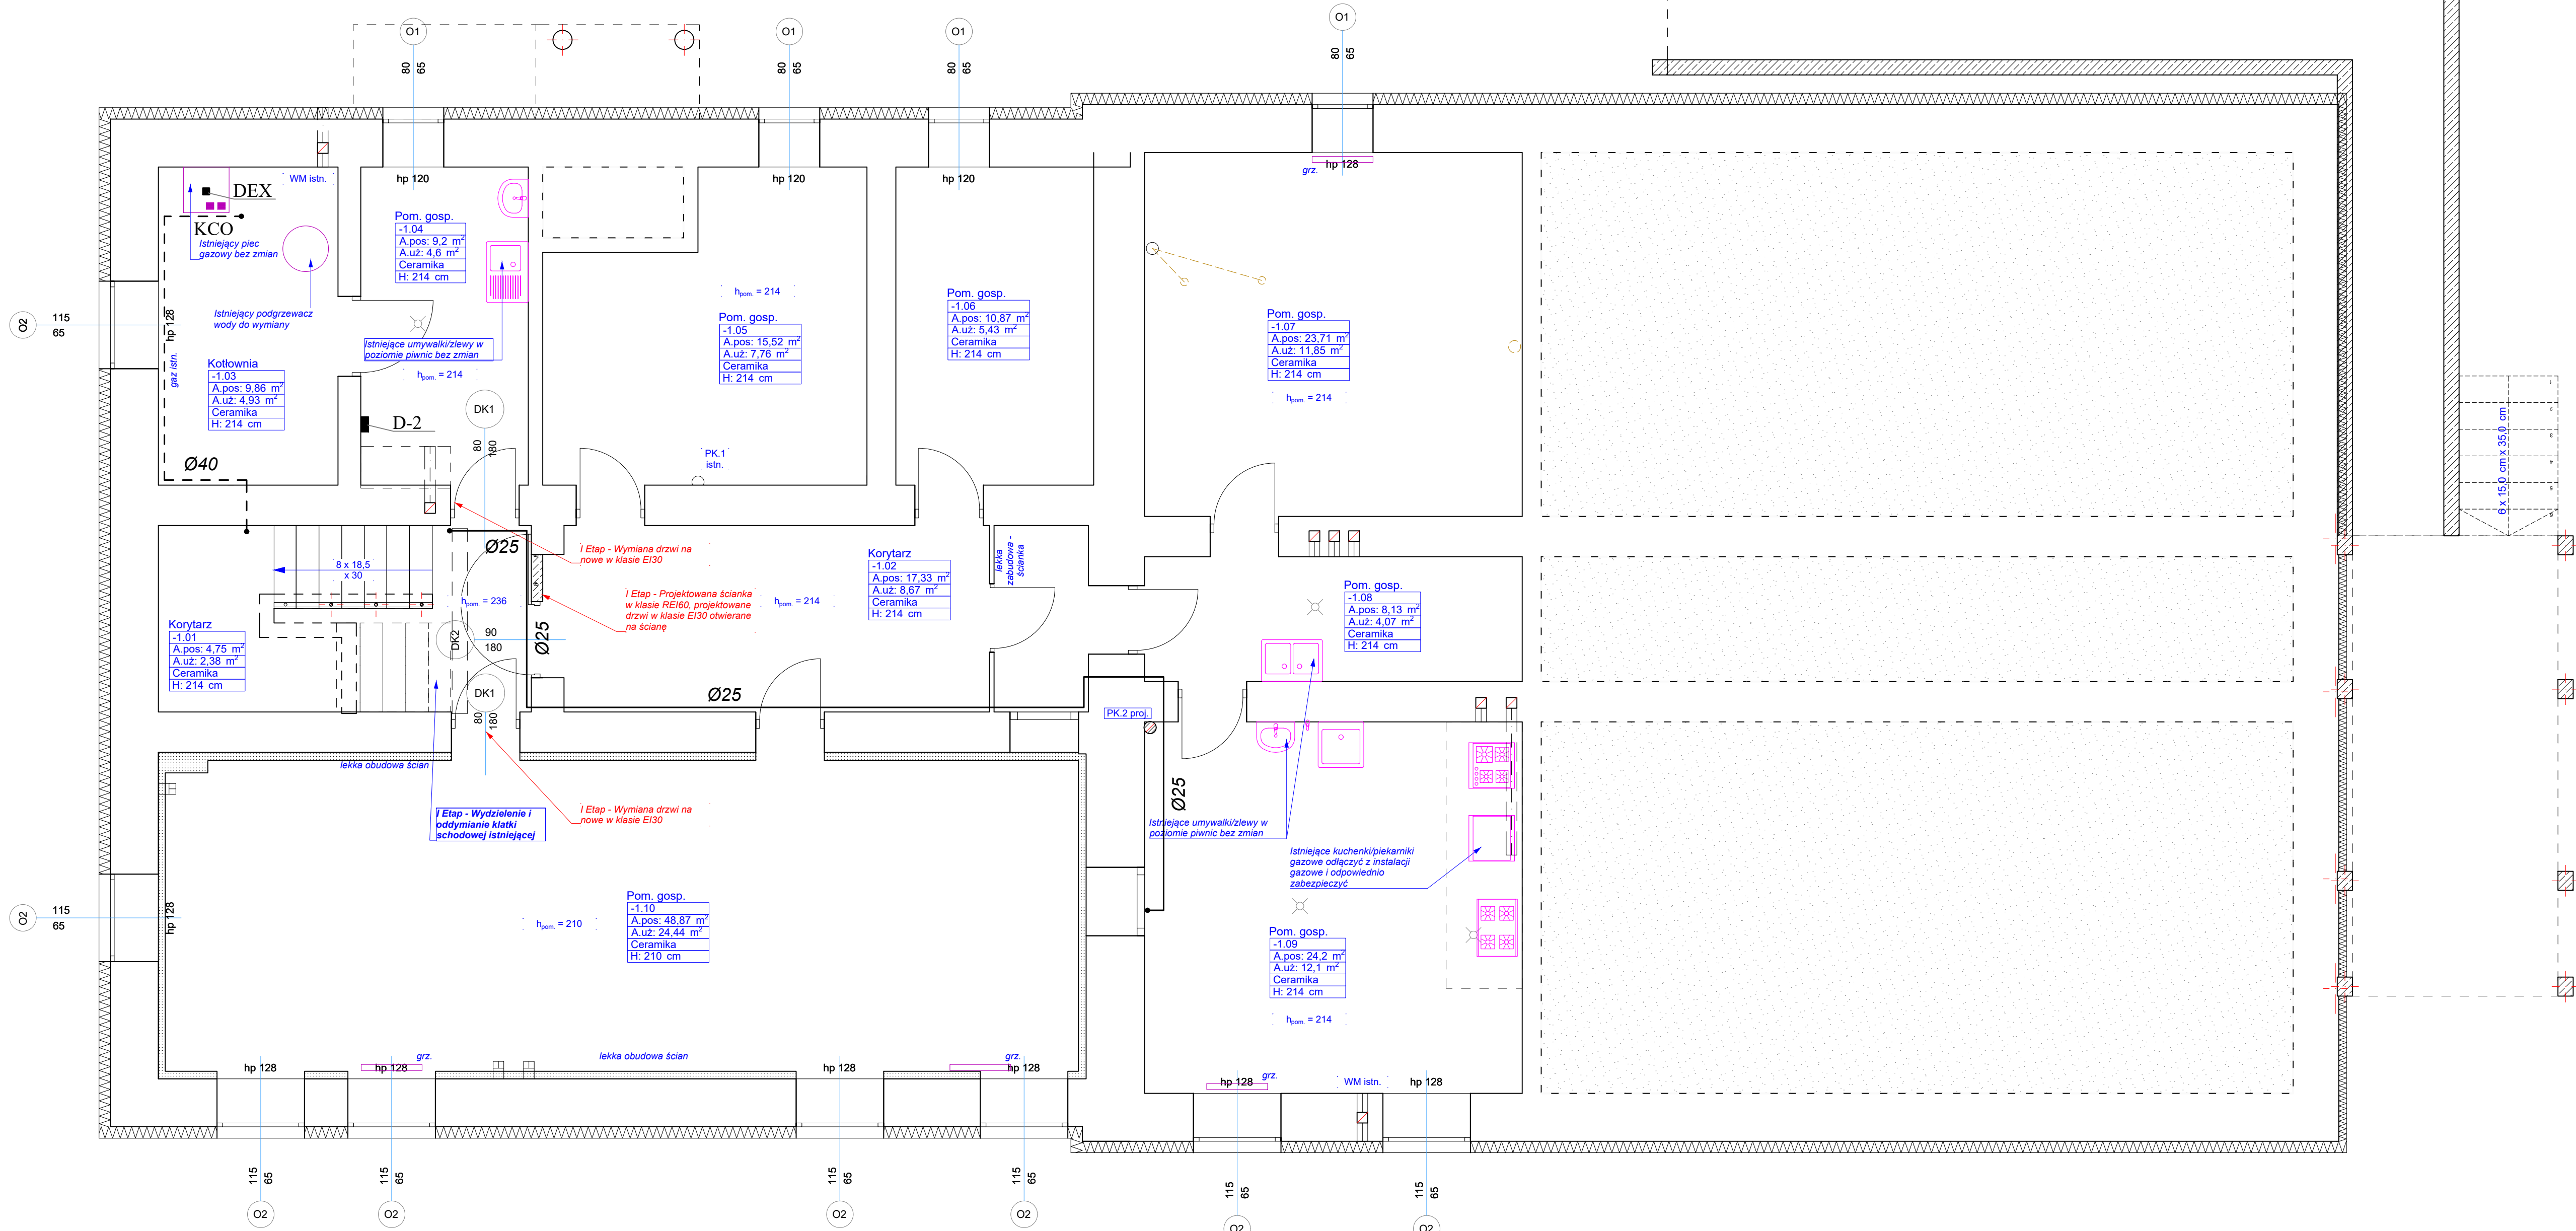 O1
O1
O1
O1
80
65
80
65
80
65
80
65
hp 120
hp 120
hp 120
hp 128
grz.
WM istn.
DEX
KCO
Istniejący piec
gazowy bez zmian
Istniejący podgrzewacz
wody do wymiany
O2
115
65
hp 128
gaz istn.
Kotłownia
-1.03
A.pos: 9,86 m²
A.uż: 4,93 m²
Ceramika
H: 214 cm
Ø40
Pom. gosp.
-1.04
A.pos: 9,2 m²
A.uż: 4,6 m²
Ceramika
H: 214 cm
Istniejące umywalki/zlewy w
poziomie piwnic bez zmian
hpom. = 214
DK1
80
180
D-2
hpom. = 214
Pom. gosp.
-1.05
A.pos: 15,52 m²
A.uż: 7,76 m²
Ceramika
H: 214 cm
PK.1
istn.
Pom. gosp.
-1.06
A.pos: 10,87 m²
A.uż: 5,43 m²
Ceramika
H: 214 cm
Pom. gosp.
-1.07
A.pos: 23,71 m²
A.uż: 11,85 m²
Ceramika
H: 214 cm
hpom. = 214
6 x 15,0 cm x 35,0 cm
1
2
3
4
5
6
8 x 18,5
x 30
Ø25
I Etap - Wymiana drzwi na
nowe w klasie EI30
hpom. = 236
I Etap - Projektowana ścianka
w klasie REI60, projektowane
drzwi w klasie EI30 otwierane
na ścianę
hpom. = 214
Korytarz
-1.02
A.pos: 17,33 m²
A.uż: 8,67 m²
Ceramika
H: 214 cm
lekka
zabudowa -
ścianka
Pom. gosp.
-1.08
A.pos: 8,13 m²
A.uż: 4,07 m²
Ceramika
H: 214 cm
Korytarz
-1.01
A.pos: 4,75 m²
A.uż: 2,38 m²
Ceramika
H: 214 cm
DK2
90
180
Ø25
DK1
80
180
Ø25
PK.2 proj.
lekka obudowa ścian
I Etap - Wydzielenie i
oddymianie klatki
schodowej istniejącej
I Etap - Wymiana drzwi na
nowe w klasie EI30
Ø25
Istniejące umywalki/zlewy w
poziomie piwnic bez zmian
Istniejące kuchenki/piekarniki
gazowe odłączyć z instalacji
gazowe i odpowiednio
zabezpieczyć
O2
115
65
hp 128
hpom. = 210
Pom. gosp.
-1.10
A.pos: 48,87 m²
A.uż: 24,44 m²
Ceramika
H: 210 cm
Pom. gosp.
-1.09
A.pos: 24,2 m²
A.uż: 12,1 m²
Ceramika
H: 214 cm
hpom. = 214
hp 128
hp 128
grz.
lekka obudowa ścian
hp 128
grz.
hp 128
hp 128
grz.
WM istn.
hp 128
115
65
115
65
115
65
115
65
115
65
115
65
O2
O2
O2
O2
O2
O2